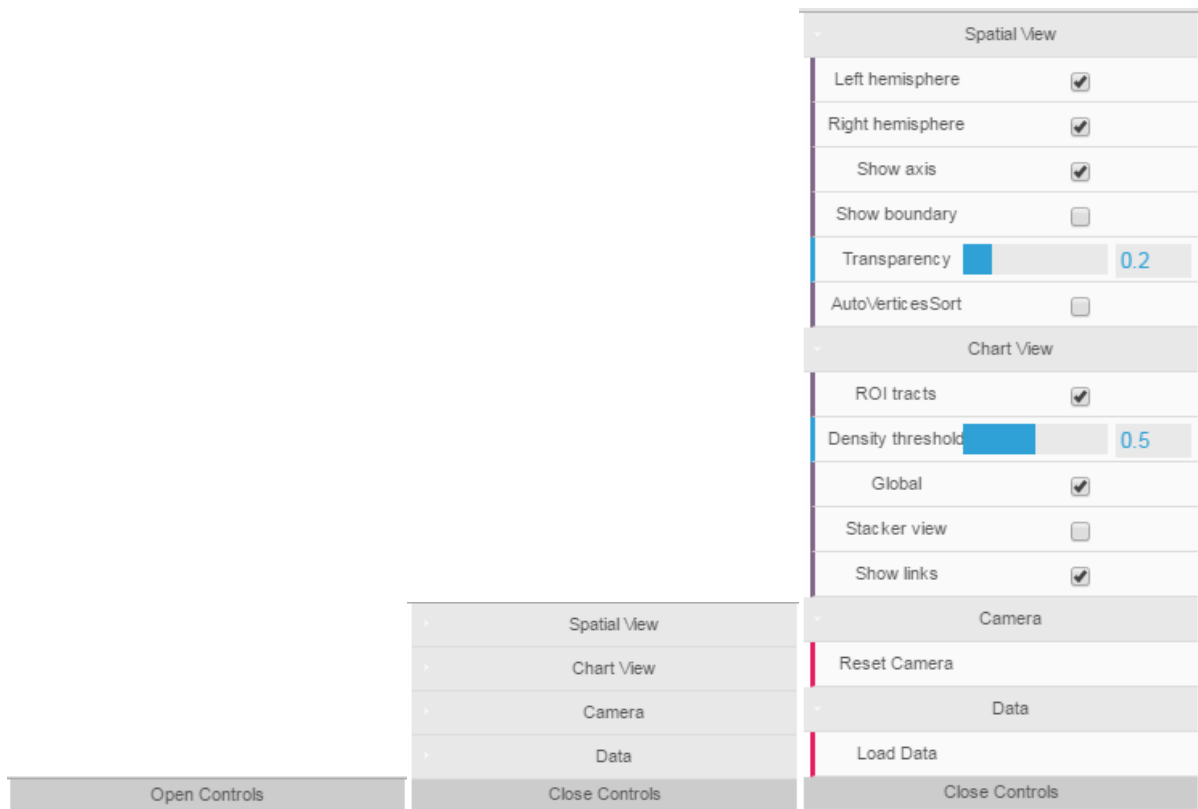 Open Controls
Spatial View
Chart View
Camera
Data
Close Controls
Spatial View
Left hemisphere
Right hemisphere
Show axis
Show boundary
Transparency 0.2
AutoVerticesSort
Chart View
ROI tracts
Density threshold 0.5
Global
Stacker view
Show links
Camera
Reset Camera
Data
Load Data
Close Controls